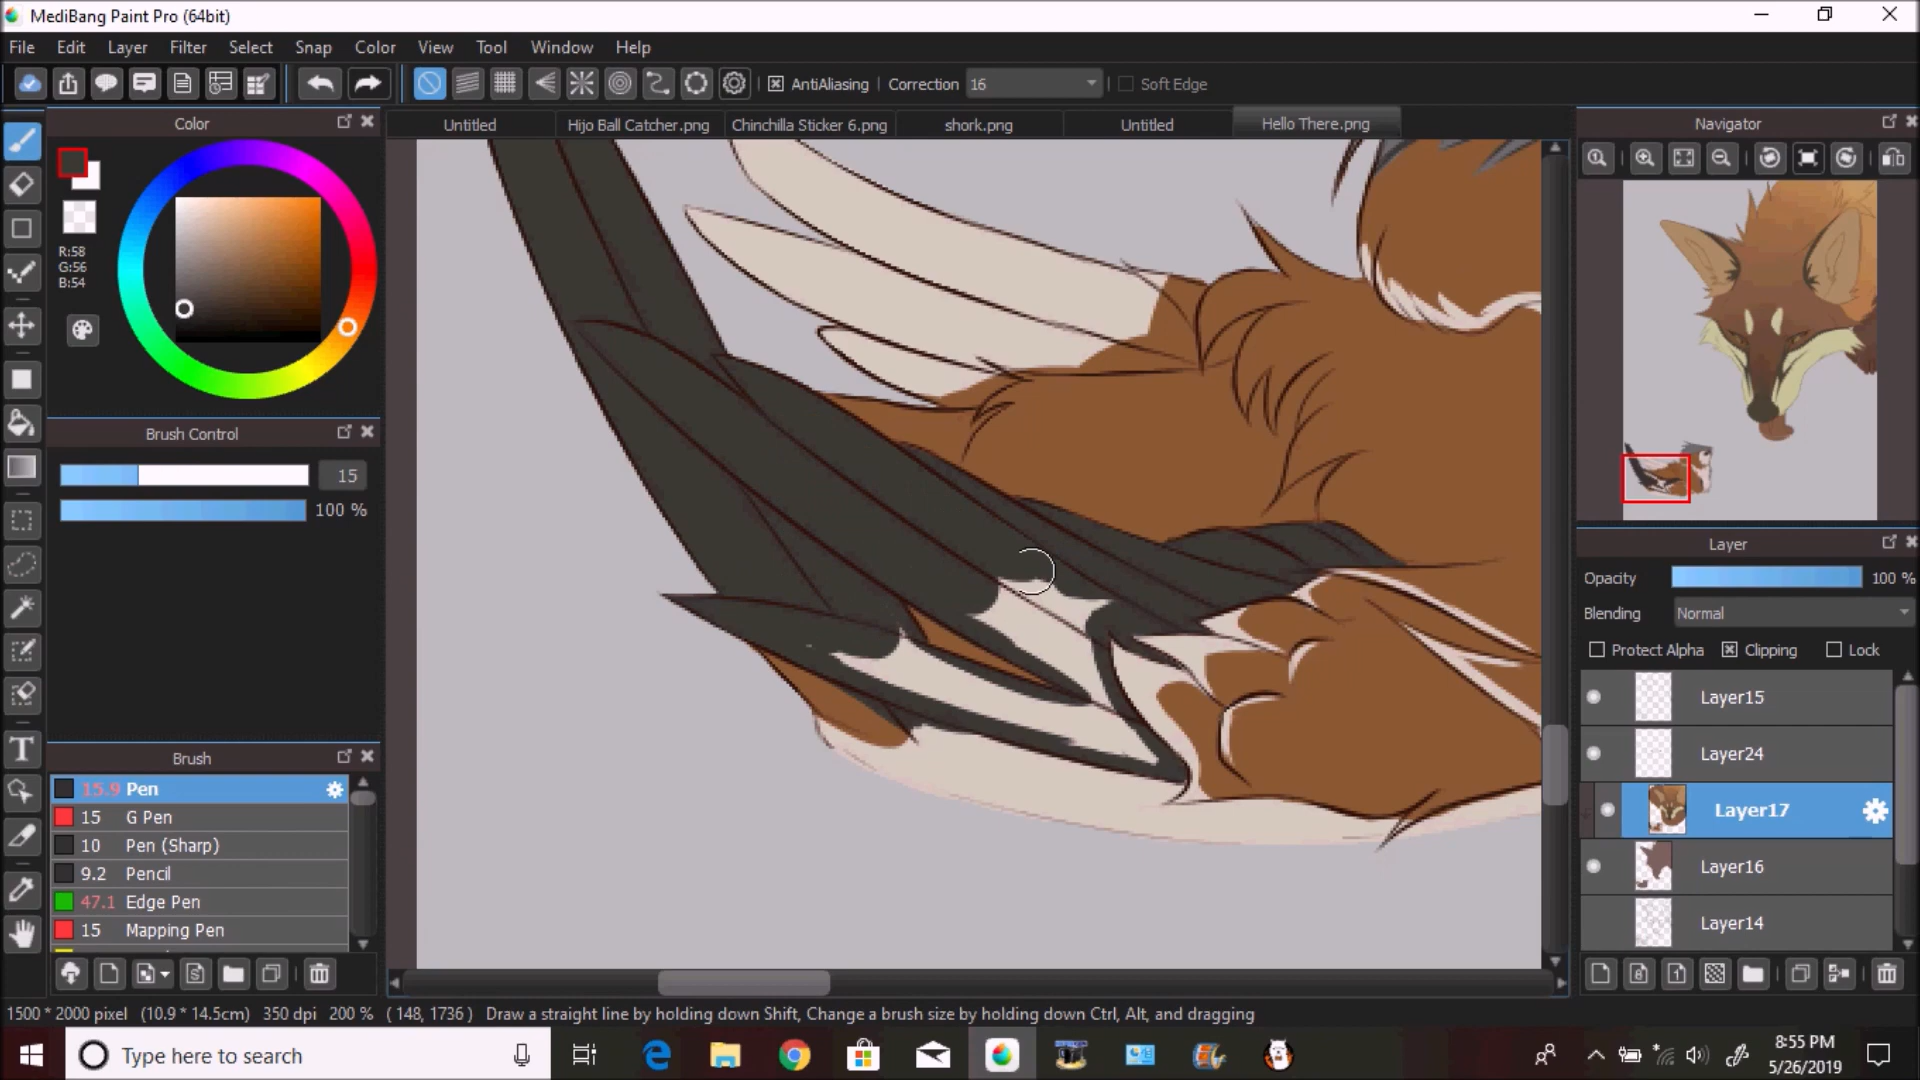 MediBang Paint Pro (64bit)
File Edit Layer Filter Select Snap Color View Tool Window Help
AntiAliasing Correction 16 Soft Edge
Color
Untitled Hijo Ball Catcher.png Chinchilla Sticker 6.png shork.png Untitled Hello There.png
Navigator
R:58
G:56
B:54
Brush Control
15
100 %
Layer
Opacity 100 %
Blending Normal
Protect Alpha Clipping Lock
Layer15
Layer24
Layer17
Layer16
Layer14
Brush
15.9 Pen
15 G Pen
10 Pen (Sharp)
9.2 Pencil
47.1 Edge Pen
15 Mapping Pen
1500 * 2000 pixel (10.9 * 14.5cm) 350 dpi 200 % ( 148, 1736 ) Draw a straight line by holding down Shift, Change a brush size by holding down Ctrl, Alt, and dragging
Type here to search
8:55 PM
5/26/2019